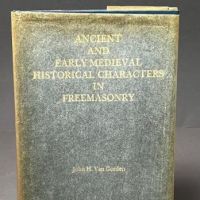 ANCIENT
AND
EARLY MEDIEVAL
HISTORICAL CHARACTERS
IN
FREEMASONRY
John H. Van Gorden